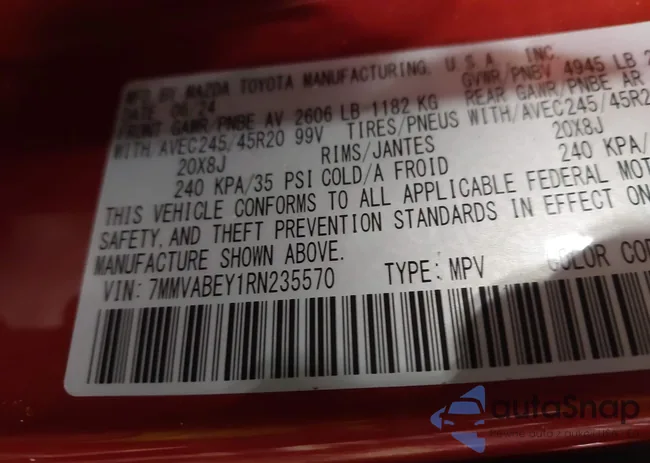 MFD BY MAZDA TOYOTA MANUFACTURING, U.S.A., INC.
DATE 06/24 GVWR/PNBV 4945 LB
FRONT GAWR/PNBE AV 2606 LB 1182 KG REAR GAWR/PNBE AR
WITH/AVEC245/45R20 99V TIRES/PNEUS WITH/AVEC245/45R2
20X8J RIMS/JANTES 20X8J
240 KPA/35 PSI COLD/A FROID 240 KPA/
THIS VEHICLE CONFORMS TO ALL APPLICABLE FEDERAL MOT
SAFETY, AND THEFT PREVENTION STANDARDS IN EFFECT ON
MANUFACTURE SHOWN ABOVE.
VIN: 7MMVABEY1RN235570 TYPE: MPV COLOR COD
autoSnap